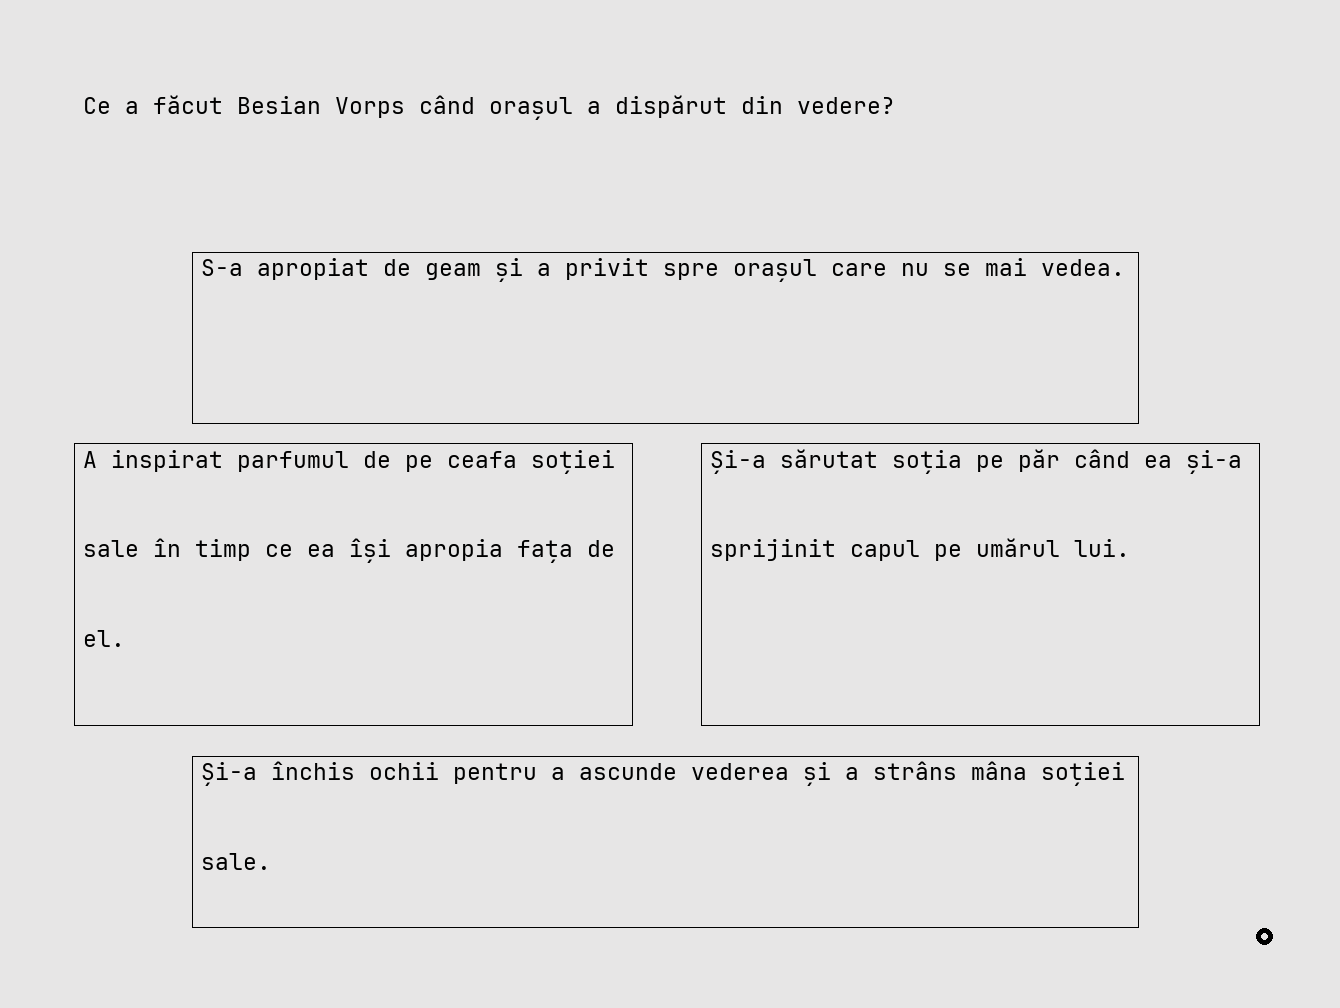 Ce a făcut Besian Vorps când orașul a dispărut din vedere?
S-a apropiat de geam și a privit spre orașul care nu se mai vedea.
A inspirat parfumul de pe ceafa soției
sale în timp ce ea își apropia fața de
el.
Și-a sărutat soția pe păr când ea și-a
sprijinit capul pe umărul lui.
Și-a închis ochii pentru a ascunde vederea și a strâns mâna soției
sale.